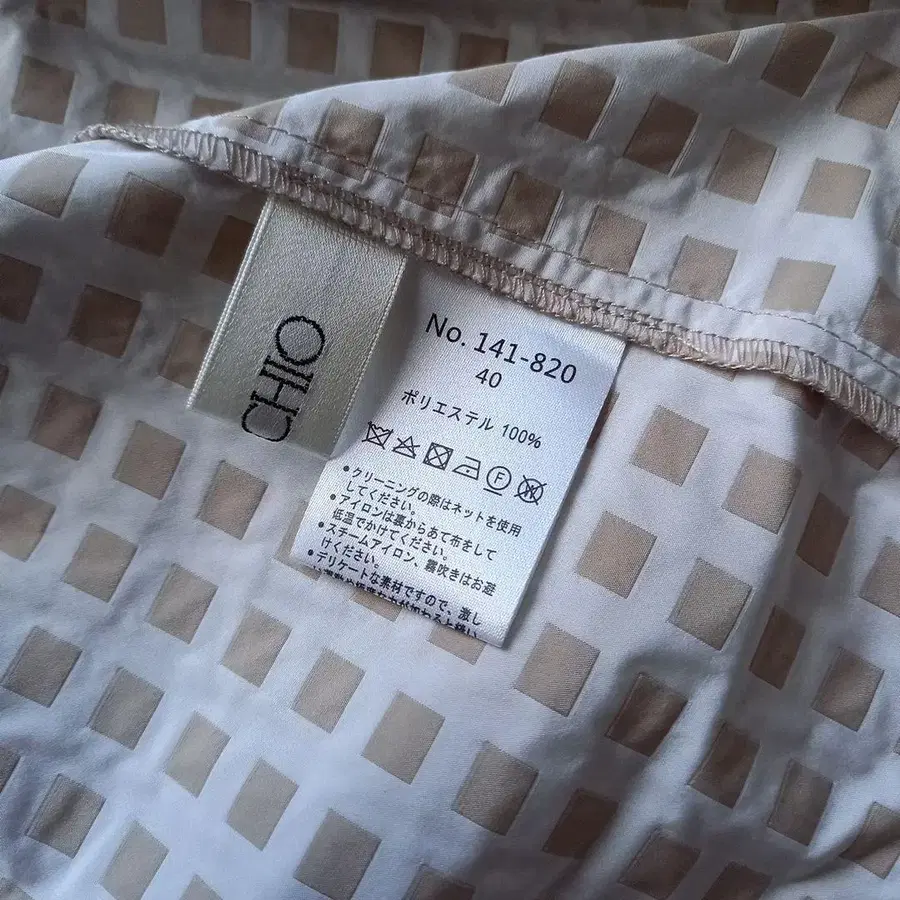 CHIO
No. 141-820
40
ポリエステル 100%
•クリーニングの際はネットを使用
してください。
•アイロンは裏からあて布をして
低温でかけてください。
•スチームアイロン、霧吹きはお避
けください。
•デリケートな素材ですので、激し